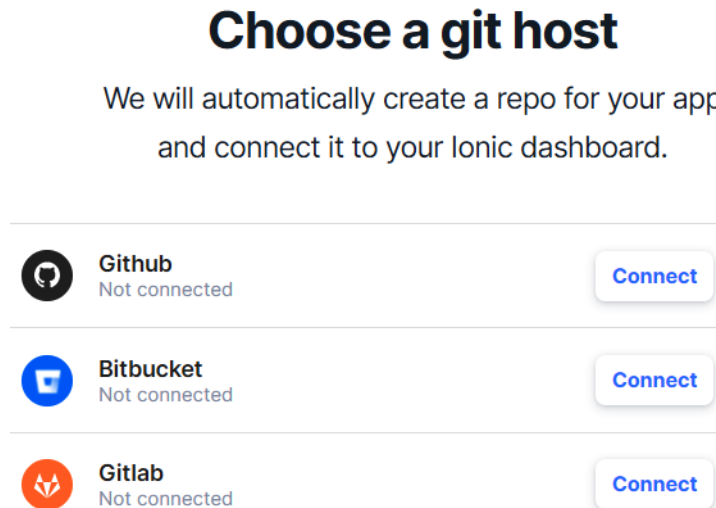 Choose a git host
We will automatically create a repo for your app
and connect it to your Ionic dashboard.
Github
Not connected
Connect
Bitbucket
Not connected
Connect
Gitlab
Not connected
Connect